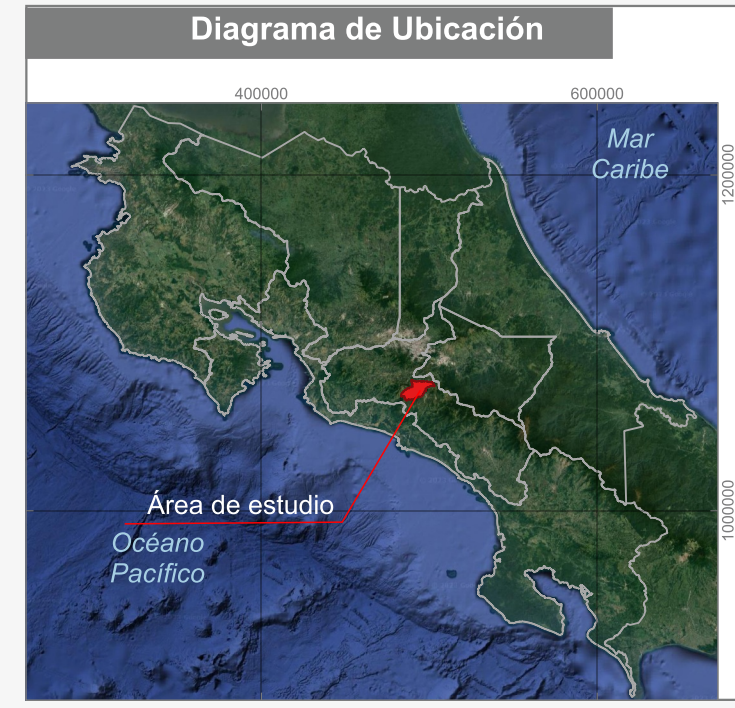 Diagrama de Ubicación
400000
600000
Mar
Caribe
1200000
Área de estudio
1000000
Océano
Pacífico